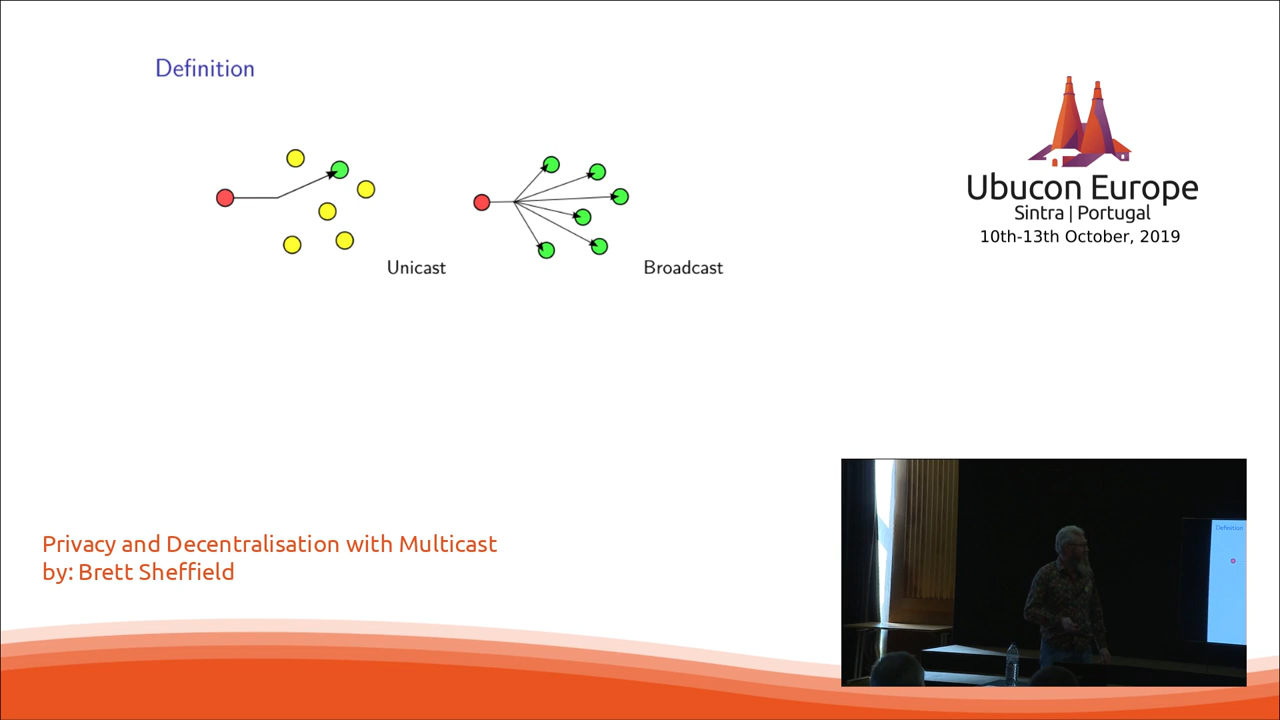 Definition
Unicast
Broadcast
Ubucon Europe
Sintra | Portugal
10th-13th October, 2019
Privacy and Decentralisation with Multicast
by: Brett Sheffield
Definition